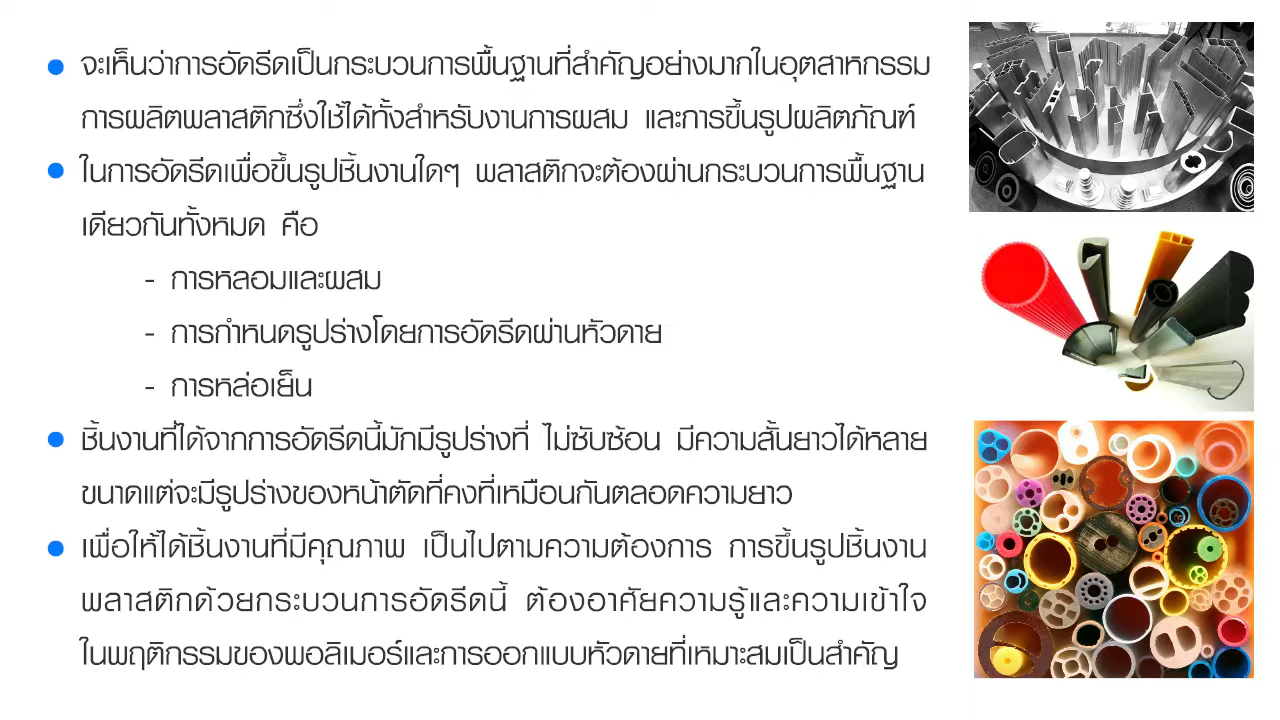 ● จะเห็นว่าการอัดรีดเป็นกระบวนการพื้นฐานที่สำคัญอย่างมากในอุตสาหกรรม
การผลิตพลาสติกซึ่งใช้ได้ทั้งสำหรับงานการผสม และการขึ้นรูปผลิตภัณฑ์
● ในการอัดรีดเพื่อขึ้นรูปชิ้นงานใดๆ พลาสติกจะต้องผ่านกระบวนการพื้นฐาน
เดียวกันทั้งหมด คือ
- การหลอมและผสม
- การกำหนดรูปร่างโดยการอัดรีดผ่านหัวดาย
- การหล่อเย็น
● ชิ้นงานที่ได้จากการอัดรีดนี้มักมีรูปร่างที่ ไม่ซับซ้อน มีความสั้นยาวได้หลาย
ขนาดแต่จะมีรูปร่างของหน้าตัดที่คงที่เหมือนกันตลอดความยาว
● เพื่อให้ได้ชิ้นงานที่มีคุณภาพ เป็นไปตามความต้องการ การขึ้นรูปชิ้นงาน
พลาสติกด้วยกระบวนการอัดรีดนี้ ต้องอาศัยความรู้และความเข้าใจ
ในพฤติกรรมของพอลิเมอร์และการออกแบบหัวดายที่เหมาะสมเป็นสำคัญ